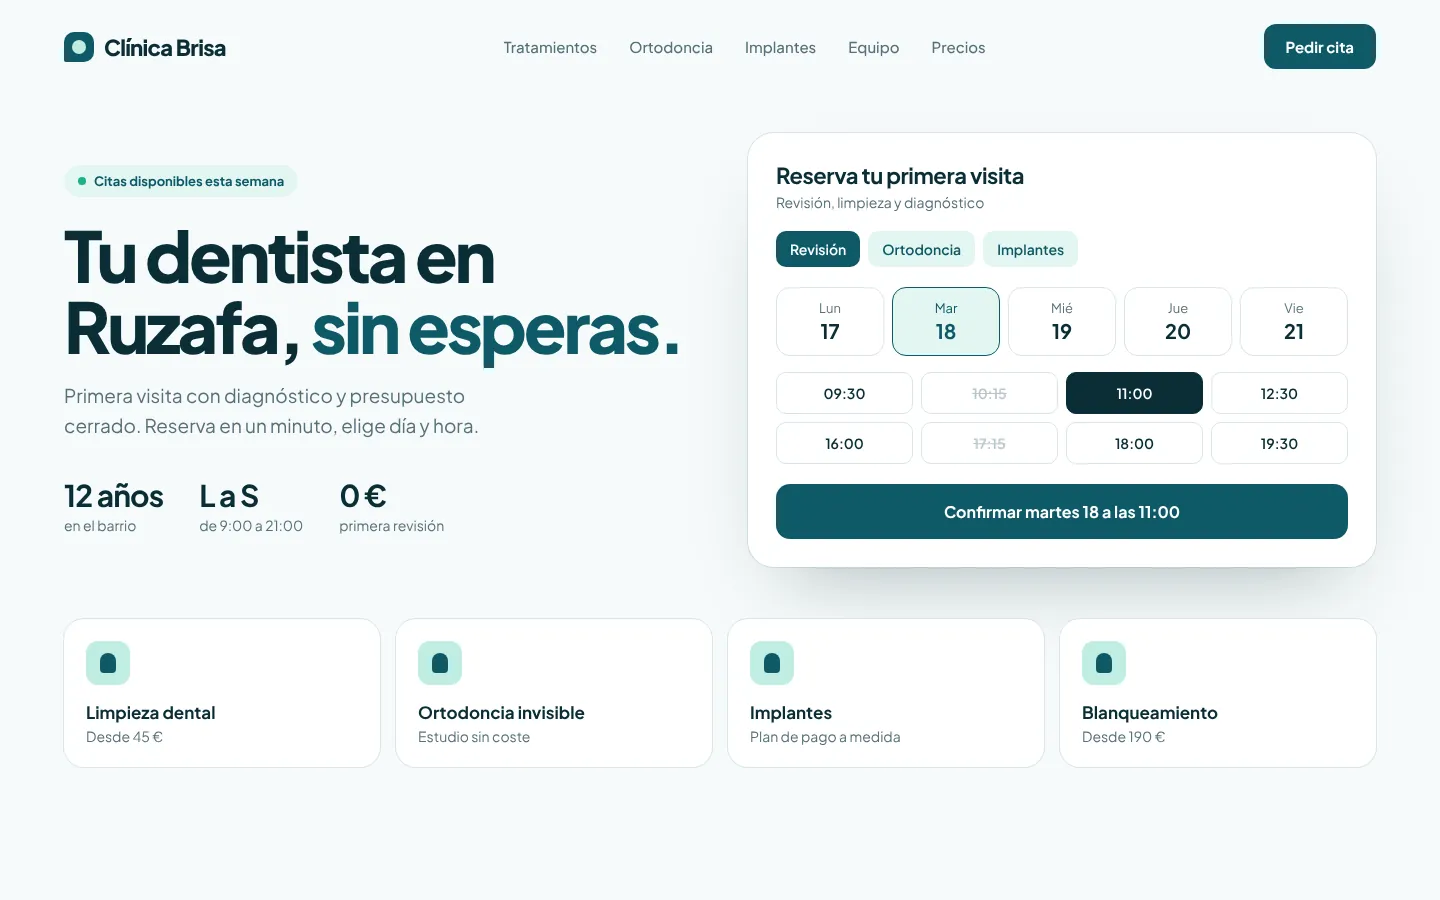 Clínica Brisa
Tratamientos
Ortodoncia
Implantes
Equipo
Precios
Pedir cita
Citas disponibles esta semana
Tu dentista en
Ruzafa, sin esperas.
Primera visita con diagnóstico y presupuesto
cerrado. Reserva en un minuto, elige día y hora.
12 años
en el barrio
L a S
de 9:00 a 21:00
0 €
primera revisión
Reserva tu primera visita
Revisión, limpieza y diagnóstico
Revisión
Ortodoncia
Implantes
Lun
17
Mar
18
Mié
19
Jue
20
Vie
21
09:30
10:15
11:00
12:30
16:00
17:15
18:00
19:30
Confirmar martes 18 a las 11:00
Limpieza dental
Desde 45 €
Ortodoncia invisible
Estudio sin coste
Implantes
Plan de pago a medida
Blanqueamiento
Desde 190 €